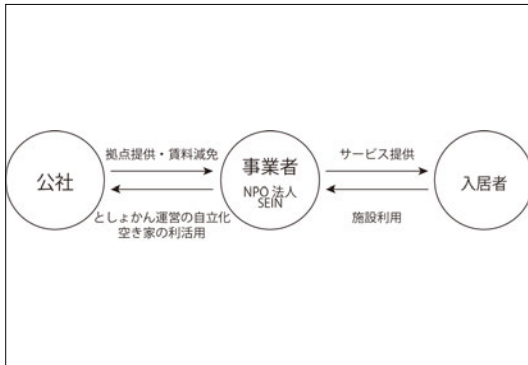 公社
拠点提供・賃料減免
としょかん運営の自立化
空き家の利活用
事業者
NPO 法人
SEIN
サービス提供
施設利用
入居者